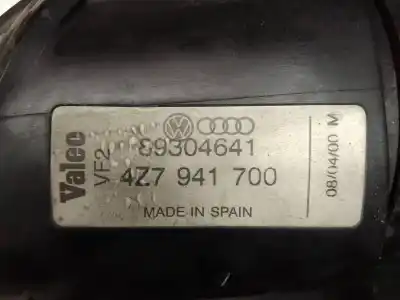 Valeo
VF2
89304641
4Z7 941 700
MADE IN SPAIN
08/04/00 M